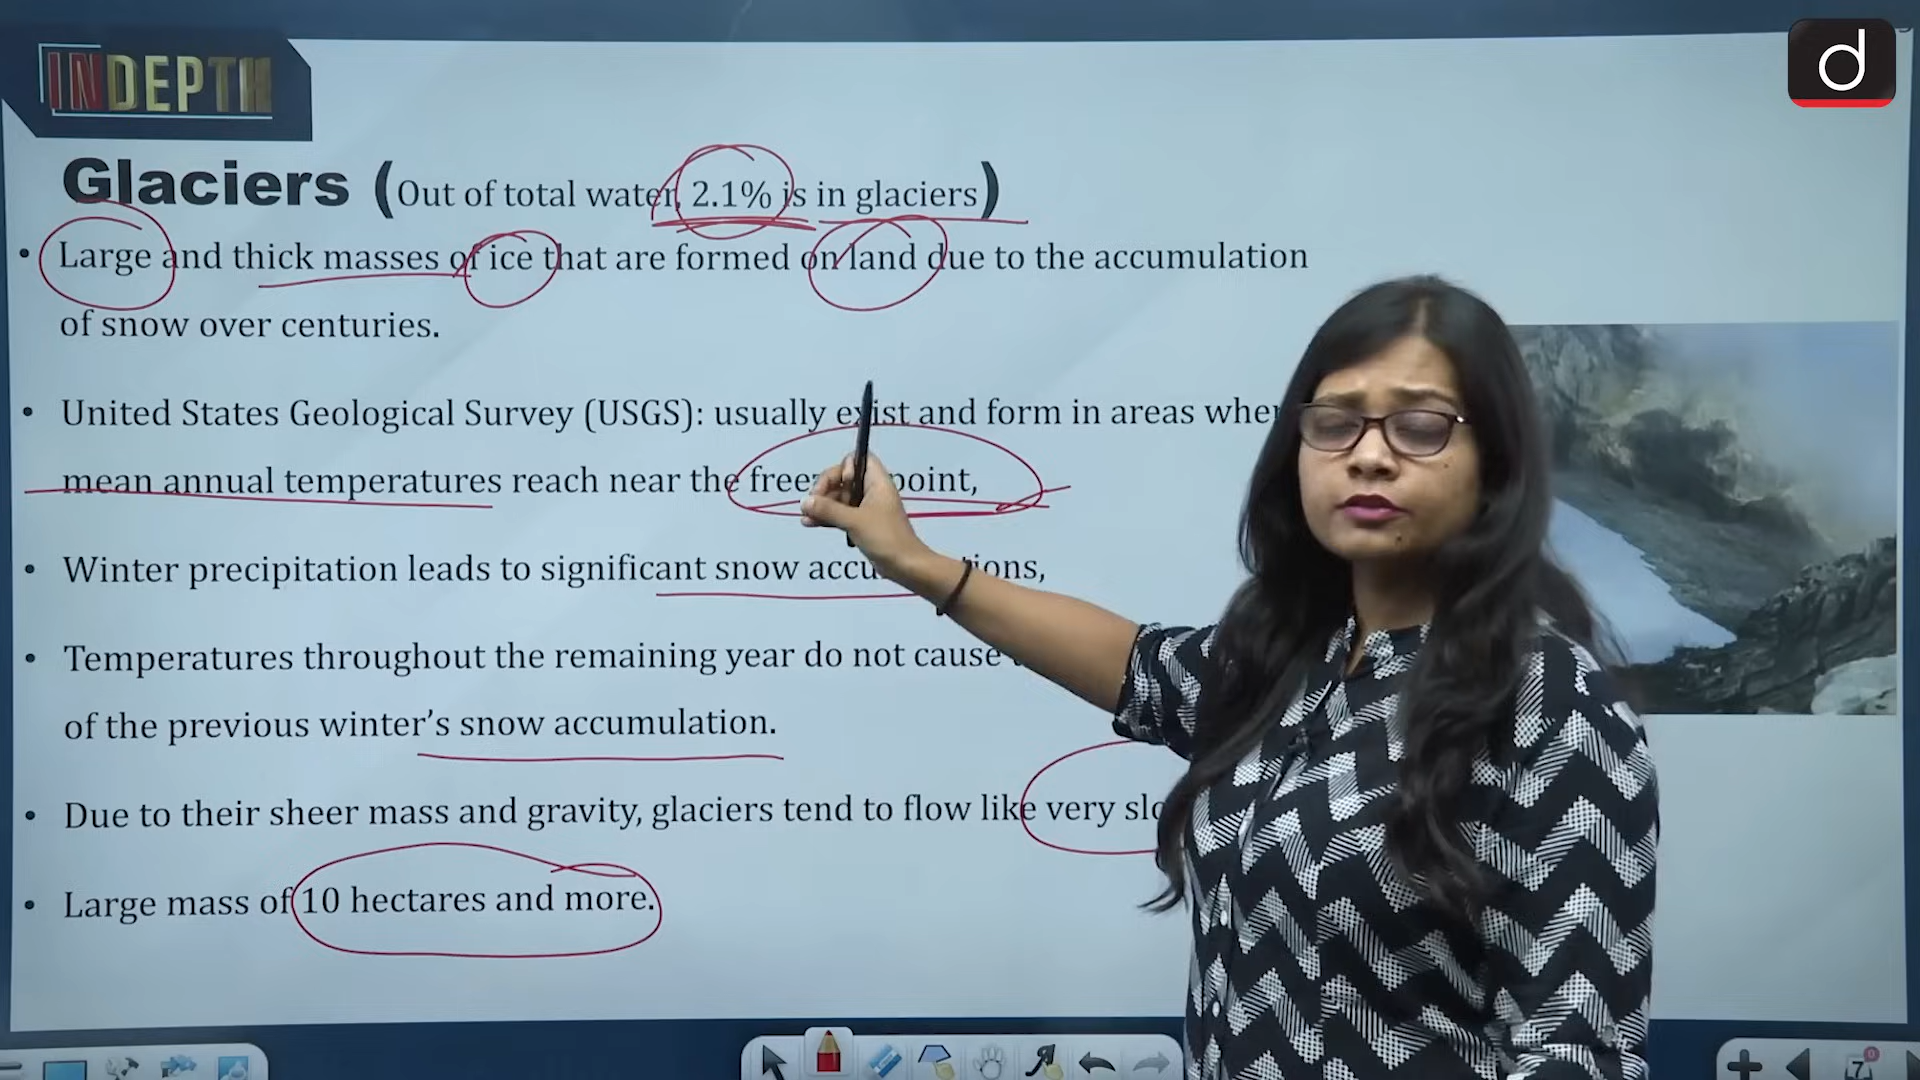 INDEPTH
d
Glaciers (Out of total water, 2.1% is in glaciers)
• Large and thick masses of ice that are formed on land due to the accumulation
of snow over centuries.
• United States Geological Survey (USGS): usually exist and form in areas
mean annual temperatures reach near the point,
• Winter precipitation leads to significant snow
• Temperatures throughout the remaining year do not cause
of the previous winter's snow accumulation.
• Due to their sheer mass and gravity, glaciers tend to flow like very
• Large mass of 10 hectares and more.
7
0